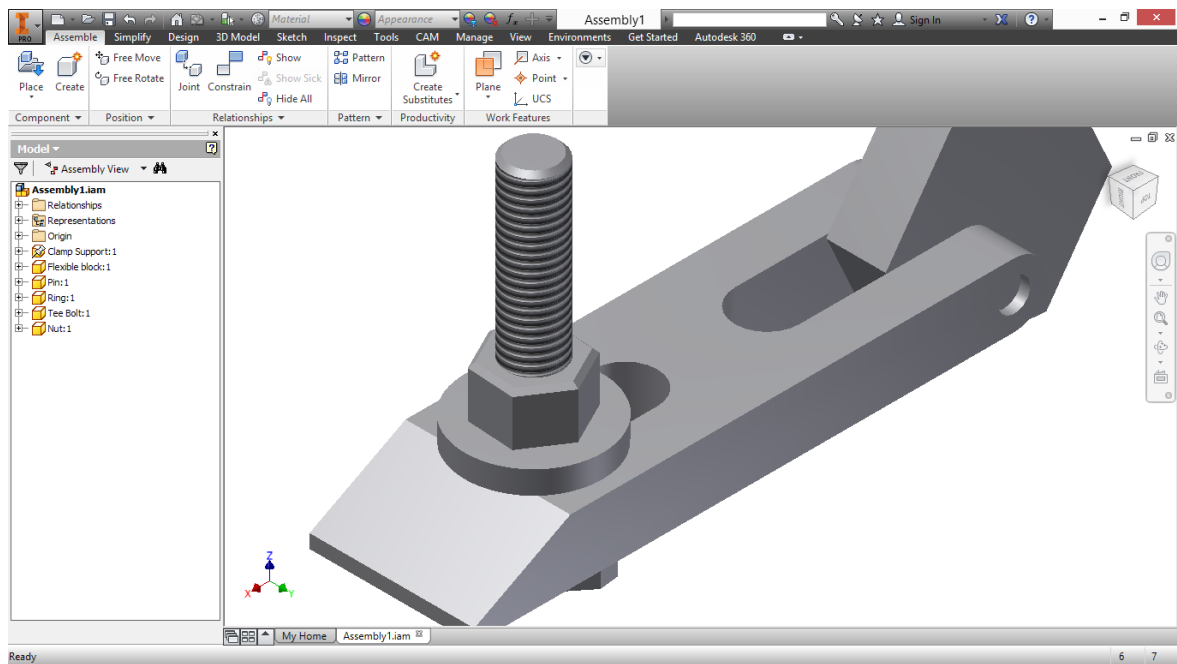 Material Appearance fx Assembly1 Sign In
PRO Assemble Simplify Design 3D Model Sketch Inspect Tools CAM Manage View Environments Get Started Autodesk 360
Place Create Free Move Joint Constrain Show Pattern Create Substitutes Plane Axis
Free Rotate Show Sick Mirror Point
Hide All UCS
Component Position Relationships Pattern Productivity Work Features
Model
Assembly View
Assembly1.iam
Relationships
Representations
Origin
Clamp Support:1
Flexible block:1
Pin:1
Ring:1
Tee Bolt:1
Nut:1
Z
X Y
My Home Assembly1.iam
Ready 6 7